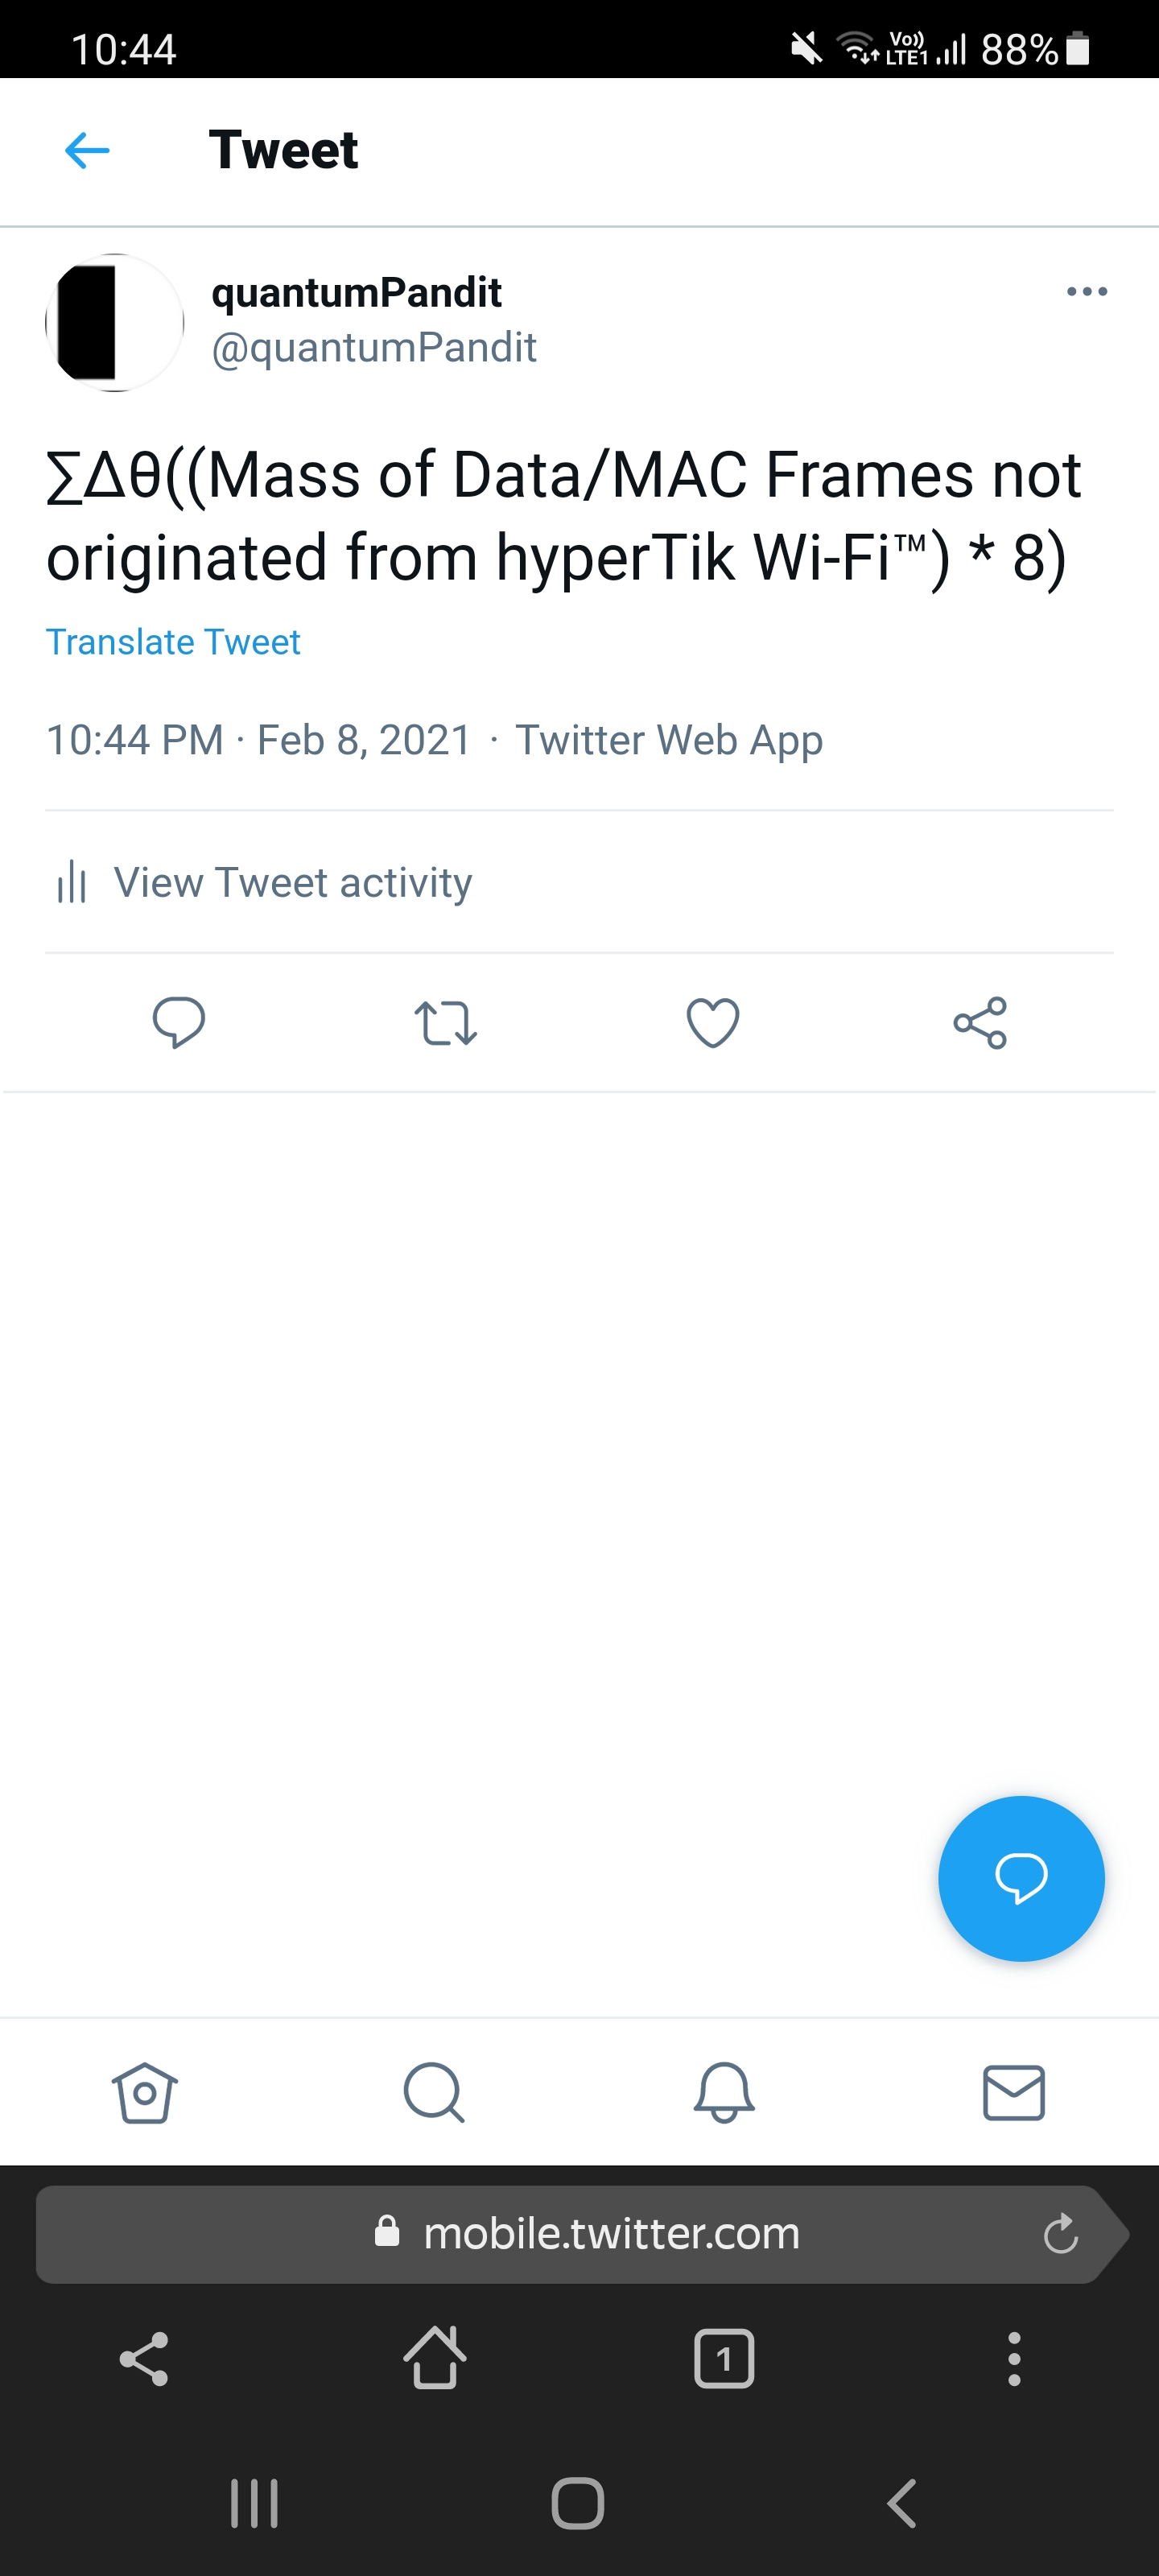 10:44 Vo)) LTE1 88%
Tweet
quantumPandit
@quantumPandit
∑Δθ((Mass of Data/MAC Frames not
originated from hyperTik Wi-Fi™) * 8)
Translate Tweet
10:44 PM · Feb 8, 2021 · Twitter Web App
View Tweet activity
mobile.twitter.com
1